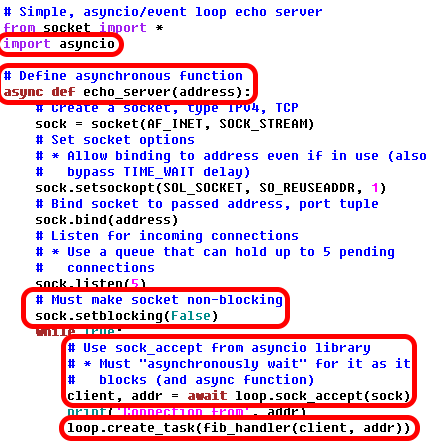 # Simple, asyncio/event loop echo server
from socket import *
import asyncio
# Define asynchronous function
async def echo_server(address):
# Create a socket, type IPv4, TCP
sock = socket(AF_INET, SOCK_STREAM)
# Set socket options
# * Allow binding to address even if in use (also
#   bypass TIME_WAIT delay)
sock.setsockopt(SOL_SOCKET, SO_REUSEADDR, 1)
# Bind socket to passed address, port tuple
sock.bind(address)
# Listen for incoming connections
# * Use a queue that can hold up to 5 pending
#   connections
sock.listen(5)
# Must make socket non-blocking
sock.setblocking(False)
while True:
# Use sock_accept from asyncio library
# * Must "asynchronously wait" for it as it
#   blocks (and async function)
client, addr = await loop.sock_accept(sock)
print('Connection from', addr)
loop.create_task(fib_handler(client, addr))